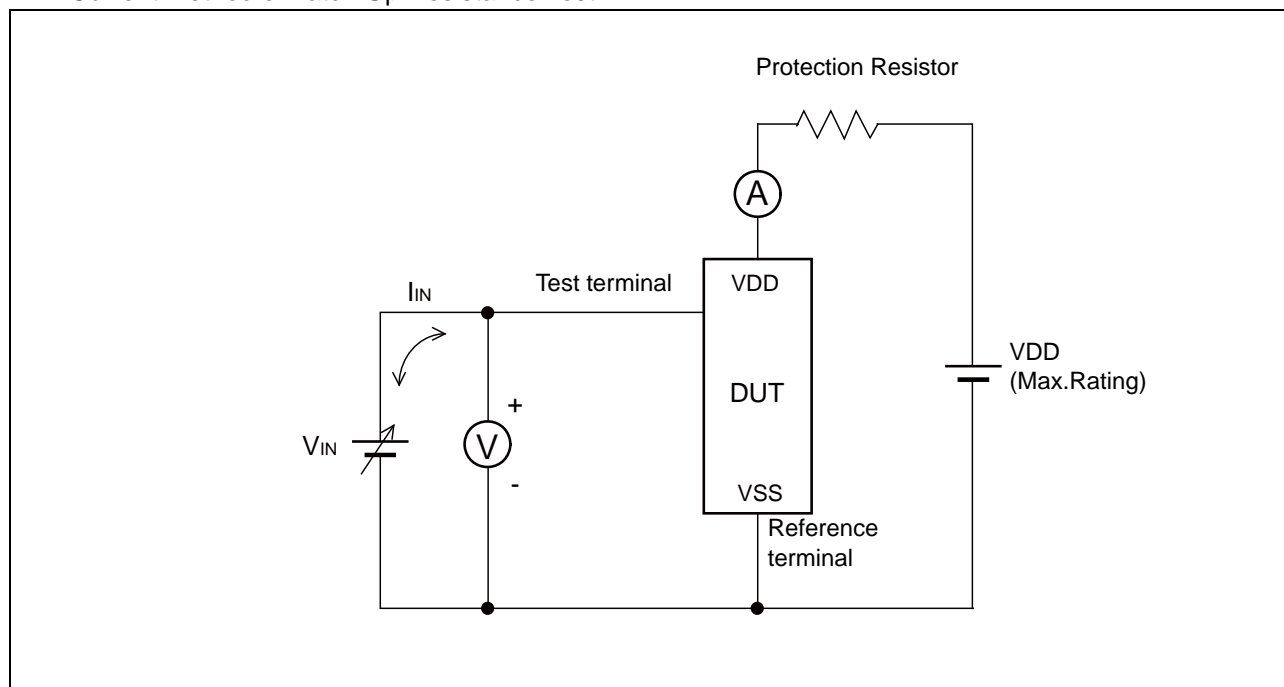 Protection Resistor
A
IIN
Test terminal
VDD
VDD
(Max.Rating)
DUT
VIN
+
V
-
VSS
Reference
terminal